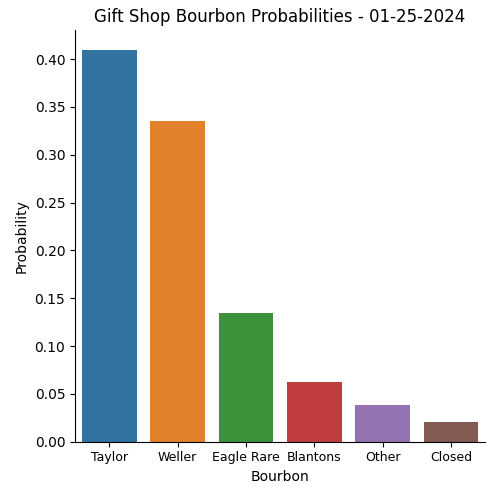 Gift Shop Bourbon Probabilities - 01-25-2024
0.40
0.35
0.30
0.25
0.20
0.15
0.10
0.05
0.00
Probability
Taylor Weller Eagle Rare Blantons Other Closed
Bourbon